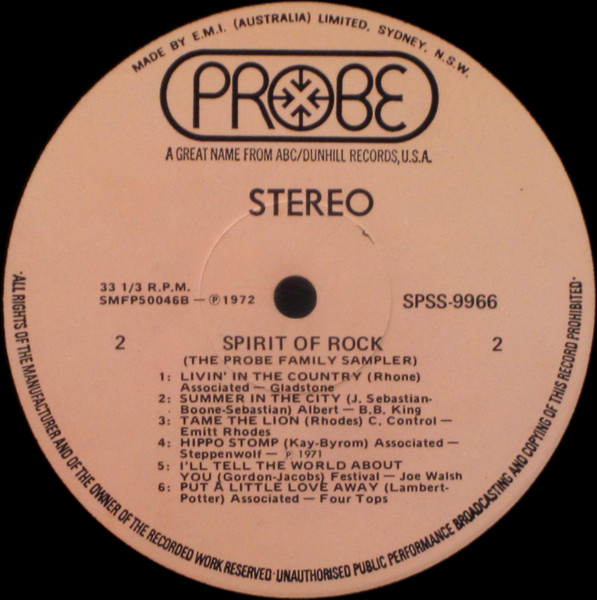 MADE BY E.M.I. (AUSTRALIA) LIMITED, SYDNEY, N.S.W.
PROBE
A GREAT NAME FROM ABC/DUNHILL RECORDS, U.S.A.
STEREO
33 1/3 R.P.M.
SMFP50046B — ℗ 1972
SPSS-9966
2 SPIRIT OF ROCK 2
(THE PROBE FAMILY SAMPLER)
1: LIVIN' IN THE COUNTRY (Rhone)
Associated — Gladstone
2: SUMMER IN THE CITY (J. Sebastian-
Boone-Sebastian) Albert — B.B. King
3: TAME THE LION (Rhodes) C. Control —
Emitt Rhodes
4: HIPPO STOMP (Kay-Byrom) Associated —
Steppenwolf — ℗ 1971
5: I'LL TELL THE WORLD ABOUT
YOU (Gordon-Jacobs) Festival — Joe Walsh
6: PUT A LITTLE LOVE AWAY (Lambert-
Potter) Associated — Four Tops
·ALL RIGHTS OF THE MANUFACTURER AND OF THE OWNER OF THE RECORDED WORK RESERVED·UNAUTHORISED PUBLIC PERFORMANCE BROADCASTING AND COPYING OF THIS RECORD PROHIBITED·